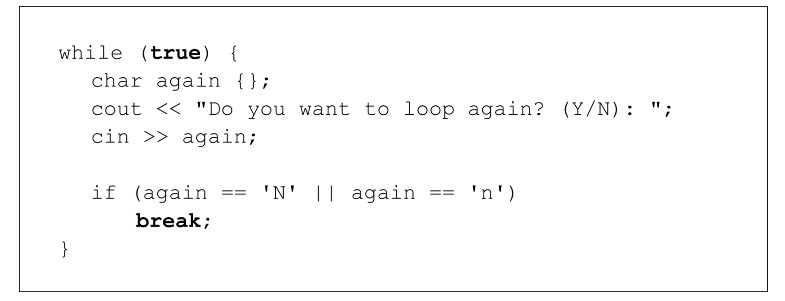 while (true) {
char again {};
cout << "Do you want to loop again? (Y/N): ";
cin >> again;
if (again == 'N' || again == 'n')
break;
}